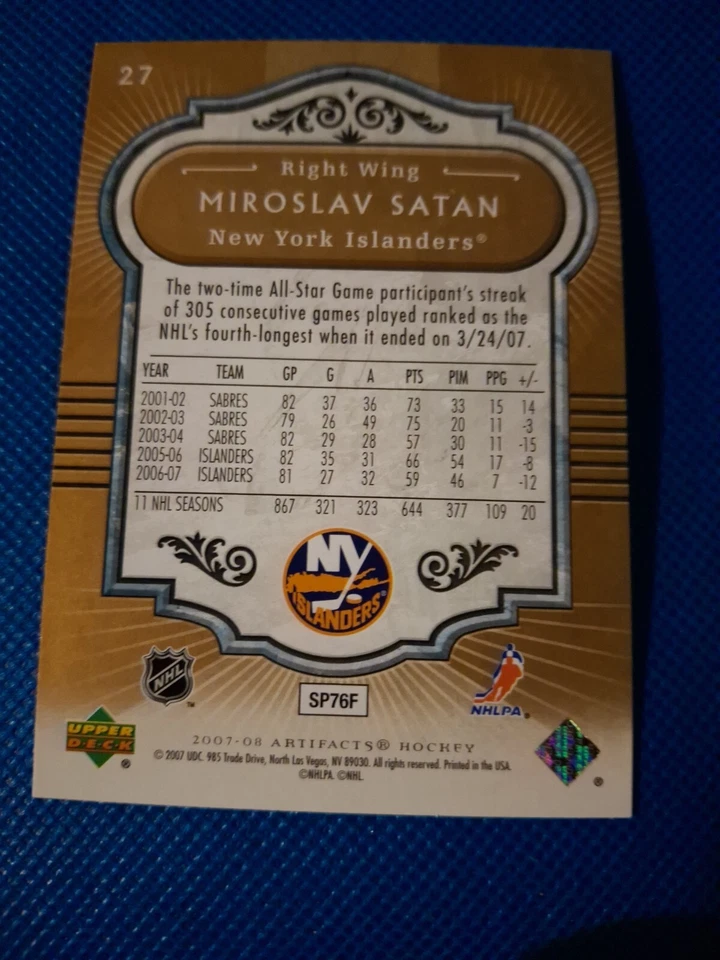 27
Right Wing
MIROSLAV SATAN
New York Islanders®
The two-time All-Star Game participant's streak
of 305 consecutive games played ranked as the
NHL's fourth-longest when it ended on 3/24/07.
YEAR TEAM GP G A PTS PIM PPG +/-
2001-02 SABRES 82 37 36 73 33 15 14
2002-03 SABRES 79 26 49 75 20 11 -3
2003-04 SABRES 82 29 28 57 30 11 -15
2005-06 ISLANDERS 82 35 31 66 54 17 -8
2006-07 ISLANDERS 81 27 32 59 46 7 -12
11 NHL SEASONS 867 321 323 644 377 109 20
NY
ISLANDERS®
NHL
™
SP76F
NHLPA®
UPPER
DECK
®
2007-08 ARTIFACTS® HOCKEY
© 2007 UDC. 985 Trade Drive, North Las Vegas, NV 89030. All rights reserved. Printed in the USA.
©NHLPA. ©NHL.
®